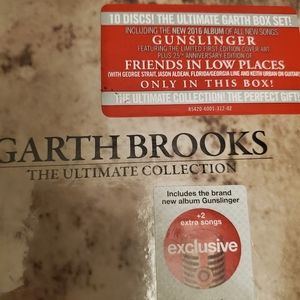 10 DISCS! THE ULTIMATE GARTH BOX SET!
INCLUDING THE NEW 2016 ALBUM OF ALL NEW SONGS
GUNSLINGER
FEATURING THE LIMITED FIRST EDITION COVER ART
PLUS 25TH ANNIVERSARY EDITION OF
FRIENDS IN LOW PLACES
(WITH GEORGE STRAIT, JASON ALDEAN, FLORIDA/GEORGIA LINE AND KEITH URBAN ON GUITAR)
ONLY IN THIS BOX!
THE ULTIMATE COLLECTION! THE PERFECT GIFT!
GARTH BROOKS
THE ULTIMATE COLLECTION
Includes the brand
new album Gunslinger
+2
extra songs
exclusive